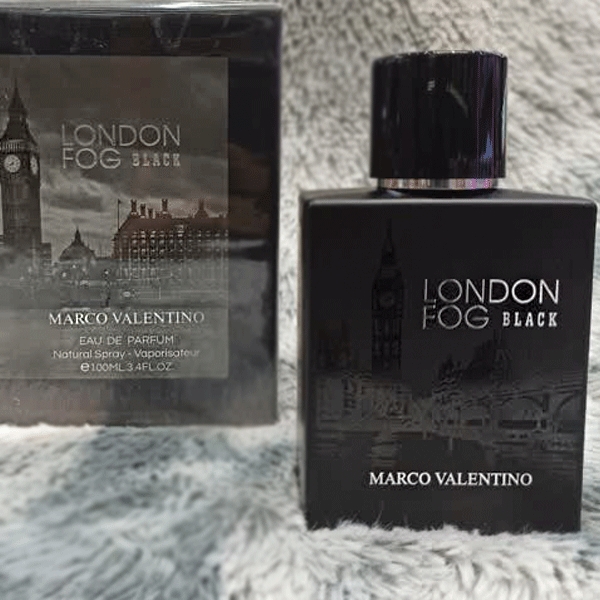 LONDON
FOG BLACK
MARCO VALENTINO
EAU DE PARFUM
Natural Spray - Vaporisateur
℮100ML.3.4FL.OZ.
LONDON
FOG BLACK
MARCO VALENTINO